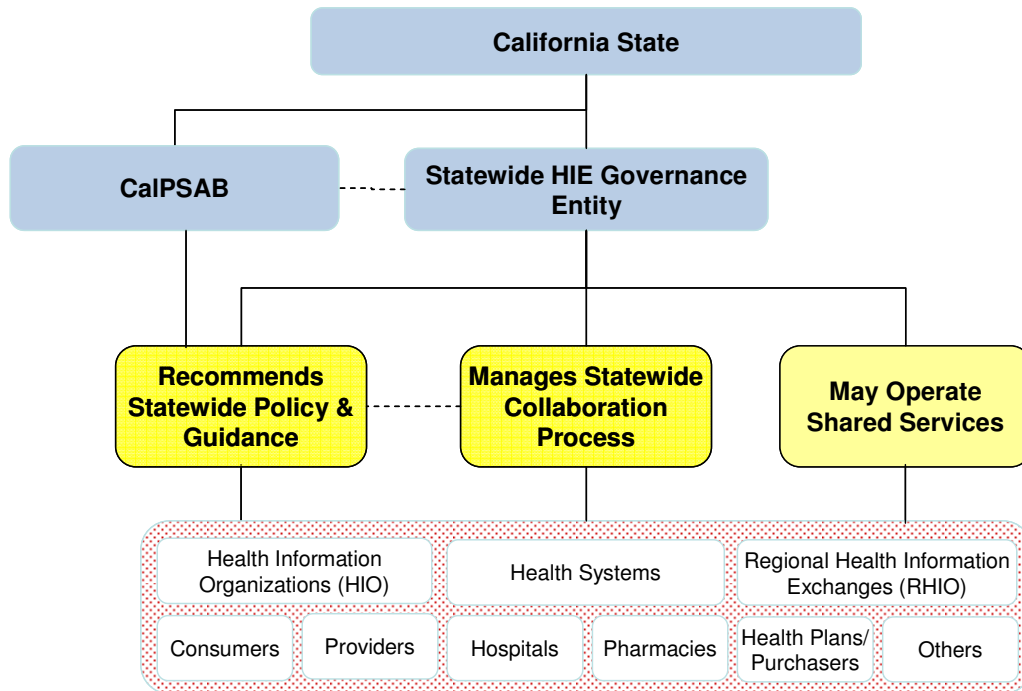 California State
CalPSAB
Statewide HIE Governance
Entity
Recommends
Statewide Policy &
Guidance
Manages Statewide
Collaboration
Process
May Operate
Shared Services
Health Information
Organizations (HIO)
Health Systems
Regional Health Information
Exchanges (RHIO)
Consumers
Providers
Hospitals
Pharmacies
Health Plans/
Purchasers
Others